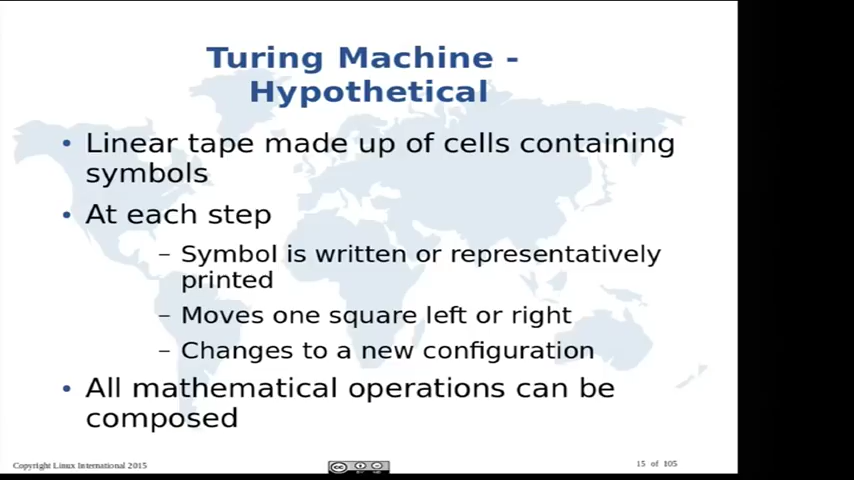 Turing Machine -
Hypothetical
• Linear tape made up of cells containing
symbols
• At each step
– Symbol is written or representatively
printed
– Moves one square left or right
– Changes to a new configuration
• All mathematical operations can be
composed
Copyright Linux International 2015
15 of 105